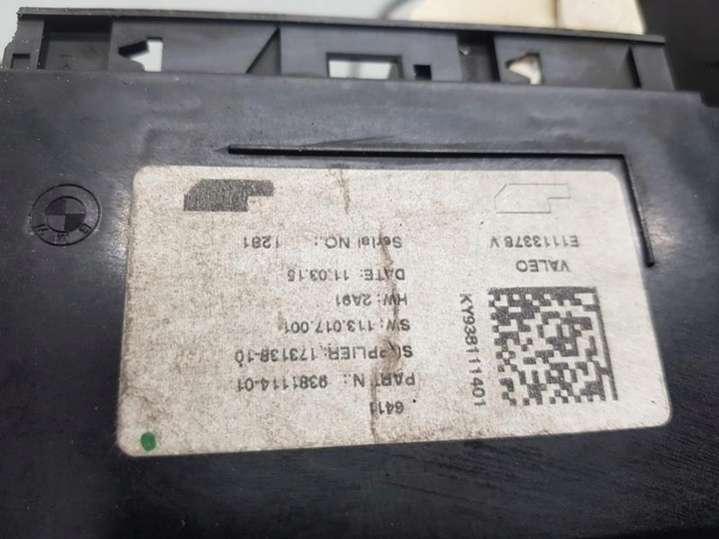 6411
PART N.: 9381114-01
SUPPLIER: 173138-10
SW: 113.017.001
HW: 2A91
DATE: 11.03.15
Serial NO.: 1281
KY938111401
VALEO
E1113378.V
BMW